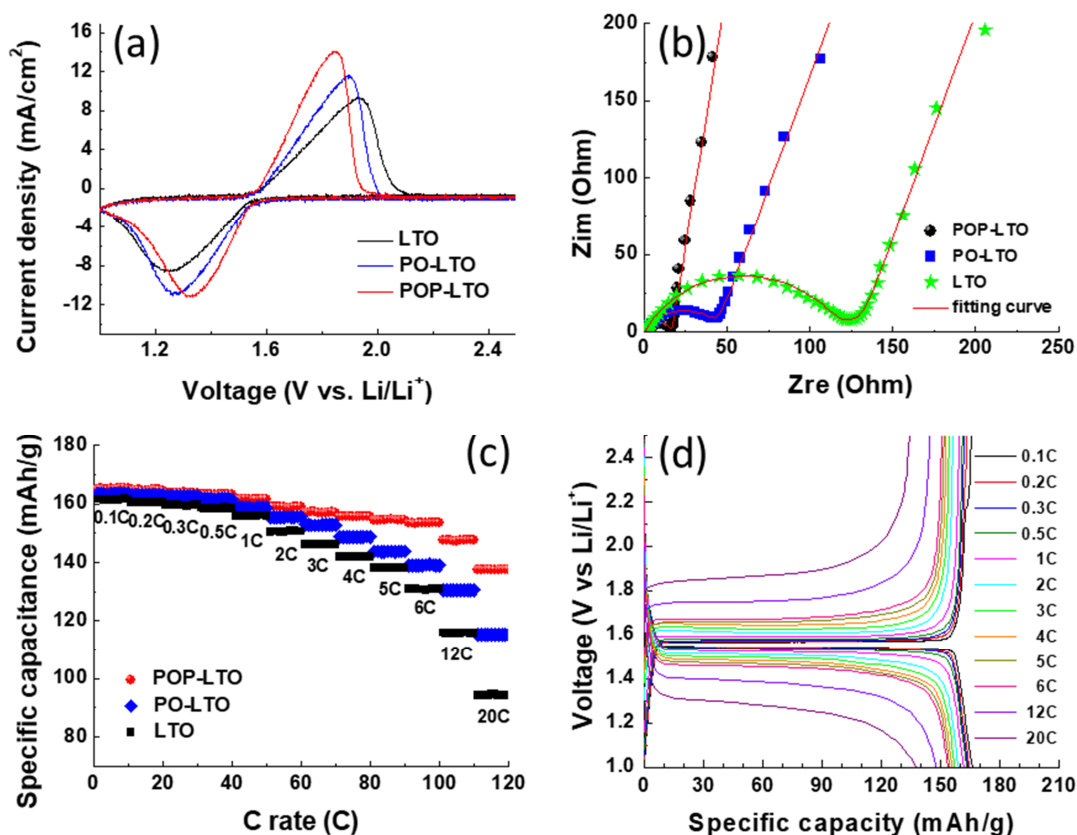 (a)
Current density (mA/cm²)
16
12
8
4
0
-4
-8
-12
LTO
PO-LTO
POP-LTO
1.2 1.6 2.0 2.4
Voltage (V vs. Li/Li⁺)
(b)
Zim (Ohm)
200
150
100
50
0
POP-LTO
PO-LTO
LTO
fitting curve
0 50 100 150 200 250
Zre (Ohm)
(c)
Specific capacitance (mAh/g)
180
160
140
120
100
80
0.1C 0.2C 0.3C 0.5C 1C
2C
3C
4C
5C
6C
12C
20C
POP-LTO
PO-LTO
LTO
0 20 40 60 80 100 120
C rate (C)
(d)
Voltage (V vs Li/Li⁺)
2.4
2.2
2.0
1.8
1.6
1.4
1.2
1.0
0.1C
0.2C
0.3C
0.5C
1C
2C
3C
4C
5C
6C
12C
20C
0 30 60 90 120 150 180 210
Specific capacity (mAh/g)